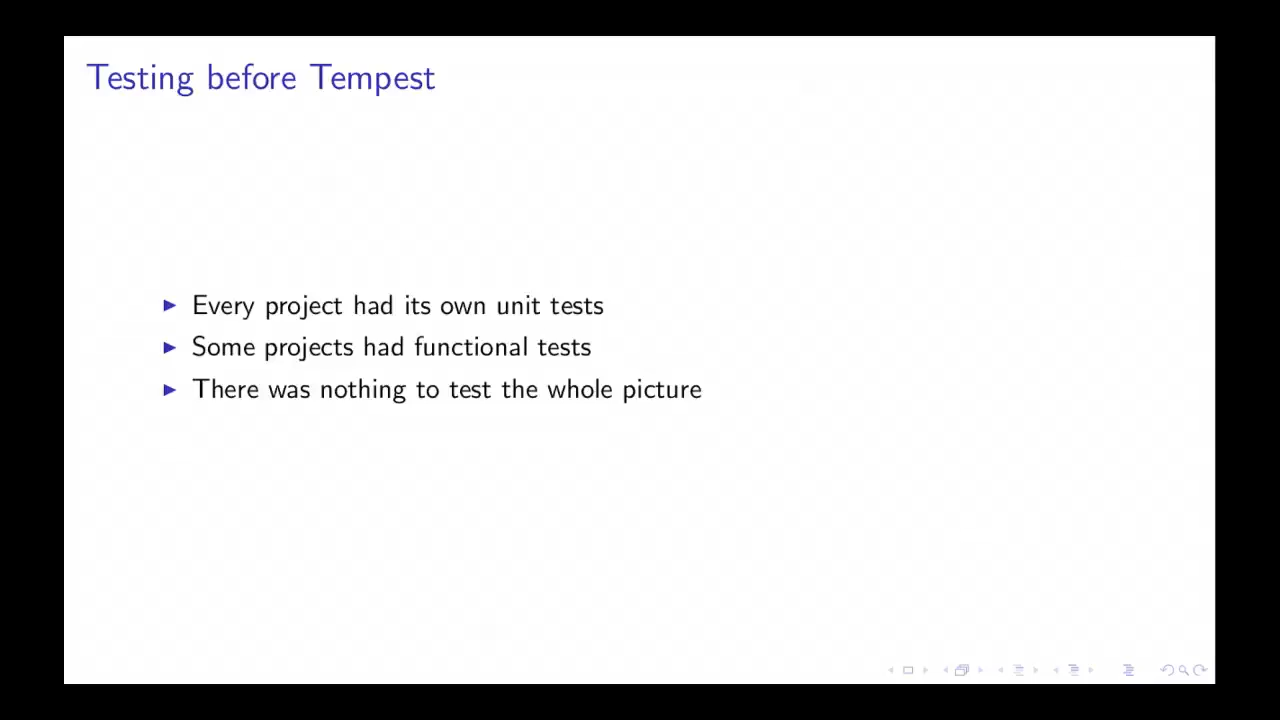 Testing before Tempest
Every project had its own unit tests
Some projects had functional tests
There was nothing to test the whole picture